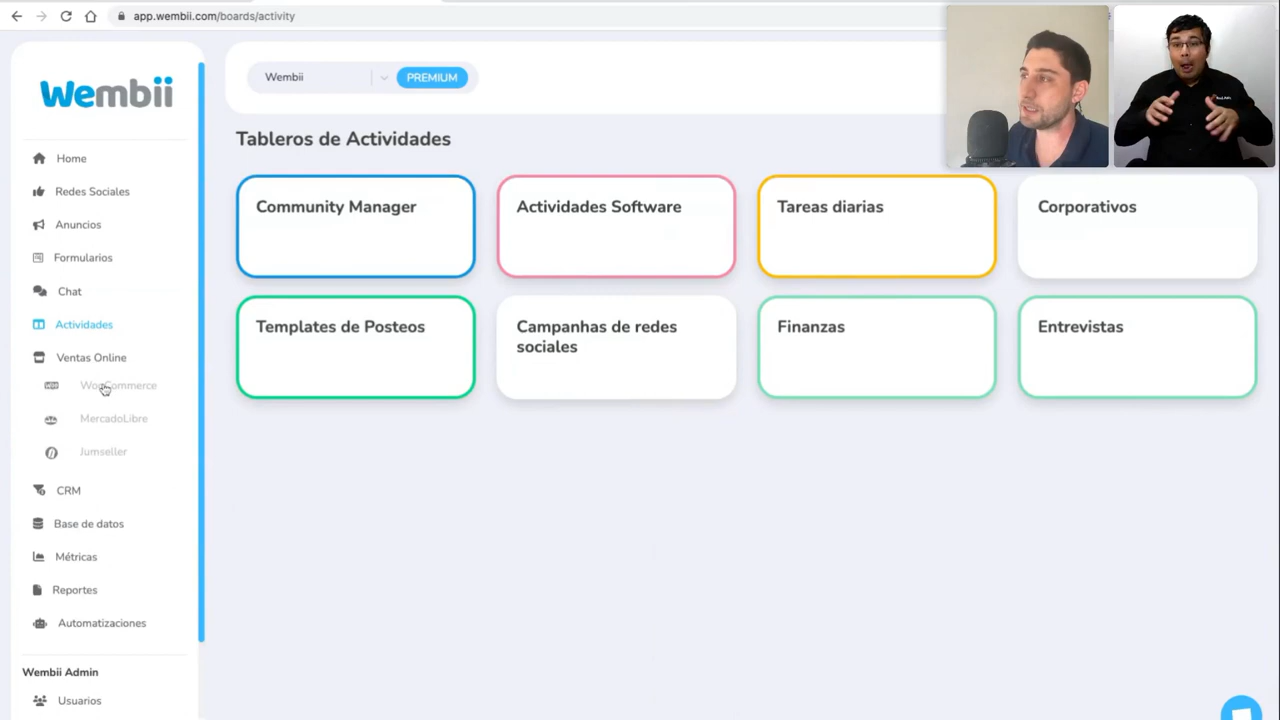 app.wembii.com/boards/activity
Wembii
Wembii
PREMIUM
Tableros de Actividades
Home
Redes Sociales
Anuncios
Formularios
Chat
Actividades
Ventas Online
WooCommerce
MercadoLibre
Jumseller
CRM
Base de datos
Métricas
Reportes
Automatizaciones
Wembii Admin
Usuarios
Community Manager
Actividades Software
Tareas diarias
Corporativos
Templates de Posteos
Campanhas de redes
sociales
Finanzas
Entrevistas